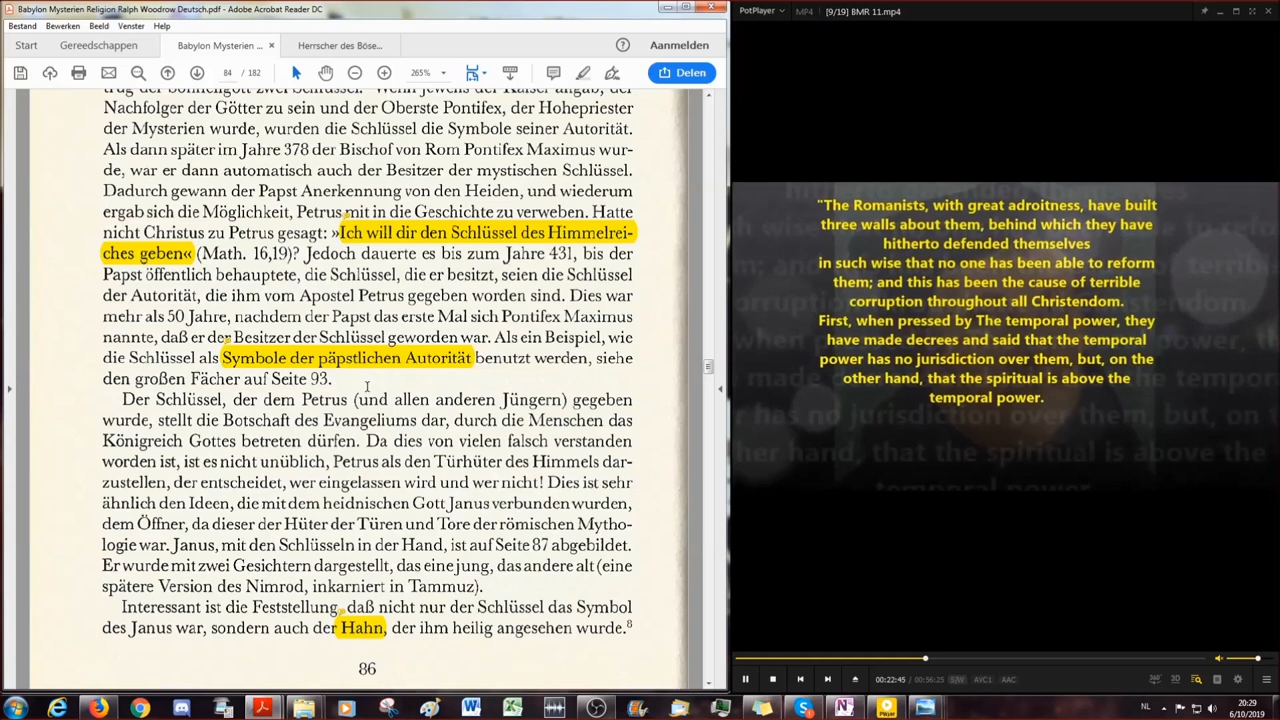 Babylon Mysterien Religion Ralph Woodrow Deutsch.pdf - Adobe Acrobat Reader DC
Bestand Bewerken Beeld Venster Help
Start Gereedschappen Babylon Mysterien ... × Herrscher des Böse... Aanmelden
84 / 182 265% Delen
trug der Sonnengott zwei Schlüssel. Wenn jeweils der Kaiser angab, der
Nachfolger der Götter zu sein und der Oberste Pontifex, der Hohepriester
der Mysterien wurde, wurden die Schlüssel die Symbole seiner Autorität.
Als dann später im Jahre 378 der Bischof von Rom Pontifex Maximus wur-
de, war er dann automatisch auch der Besitzer der mystischen Schlüssel.
Dadurch gewann der Papst Anerkennung von den Heiden, und wiederum
ergab sich die Möglichkeit, Petrus mit in die Geschichte zu verweben. Hatte
nicht Christus zu Petrus gesagt: »Ich will dir den Schlüssel des Himmelrei-
ches geben« (Math. 16,19)? Jedoch dauerte es bis zum Jahre 431, bis der
Papst öffentlich behauptete, die Schlüssel, die er besitzt, seien die Schlüssel
der Autorität, die ihm vom Apostel Petrus gegeben worden sind. Dies war
mehr als 50 Jahre, nachdem der Papst das erste Mal sich Pontifex Maximus
nannte, daß er der Besitzer der Schlüssel geworden war. Als ein Beispiel, wie
die Schlüssel als Symbole der päpstlichen Autorität benutzt werden, siehe
den großen Fächer auf Seite 93.
Der Schlüssel, der dem Petrus (und allen anderen Jüngern) gegeben
wurde, stellt die Botschaft des Evangeliums dar, durch die Menschen das
Königreich Gottes betreten dürfen. Da dies von vielen falsch verstanden
worden ist, ist es nicht unüblich, Petrus als den Türhüter des Himmels dar-
zustellen, der entscheidet, wer eingelassen wird und wer nicht! Dies ist sehr
ähnlich den Ideen, die mit dem heidnischen Gott Janus verbunden wurden,
dem Öffner, da dieser der Hüter der Türen und Tore der römischen Mytho-
logie war. Janus, mit den Schlüsseln in der Hand, ist auf Seite 87 abgebildet.
Er wurde mit zwei Gesichtern dargestellt, das eine jung, das andere alt (eine
spätere Version des Nimrod, inkarniert in Tammuz).
Interessant ist die Feststellung, daß nicht nur der Schlüssel das Symbol
des Janus war, sondern auch der Hahn, der ihm heilig angesehen wurde.8
86
PotPlayer MP4 [9/19] BMR 11.mp4
"The Romanists, with great adroitness, have built
three walls about them, behind which they have
hitherto defended themselves
in such wise that no one has been able to reform
them; and this has been the cause of terrible
corruption throughout all Christendom.
First, when pressed by The temporal power, they
have made decrees and said that the temporal
power has no jurisdiction over them, but, on the
other hand, that the spiritual is above the
temporal power.
00:22:45 / 00:56:25 S/W AVC1 AAC
360° 3D
NL 20:29
6/10/2019